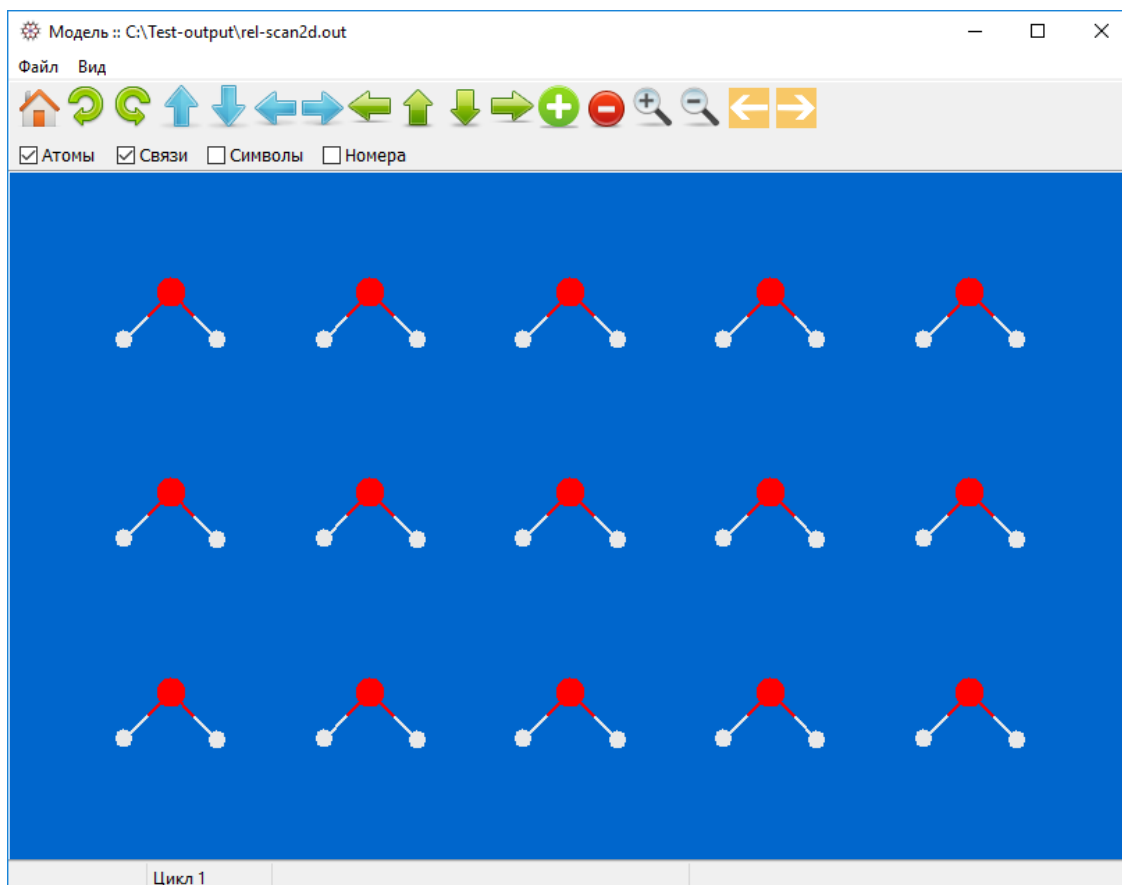 Модель :: C:\Test-output\rel-scan2d.out
Файл Вид
Атомы Связи Символы Номера
Цикл 1